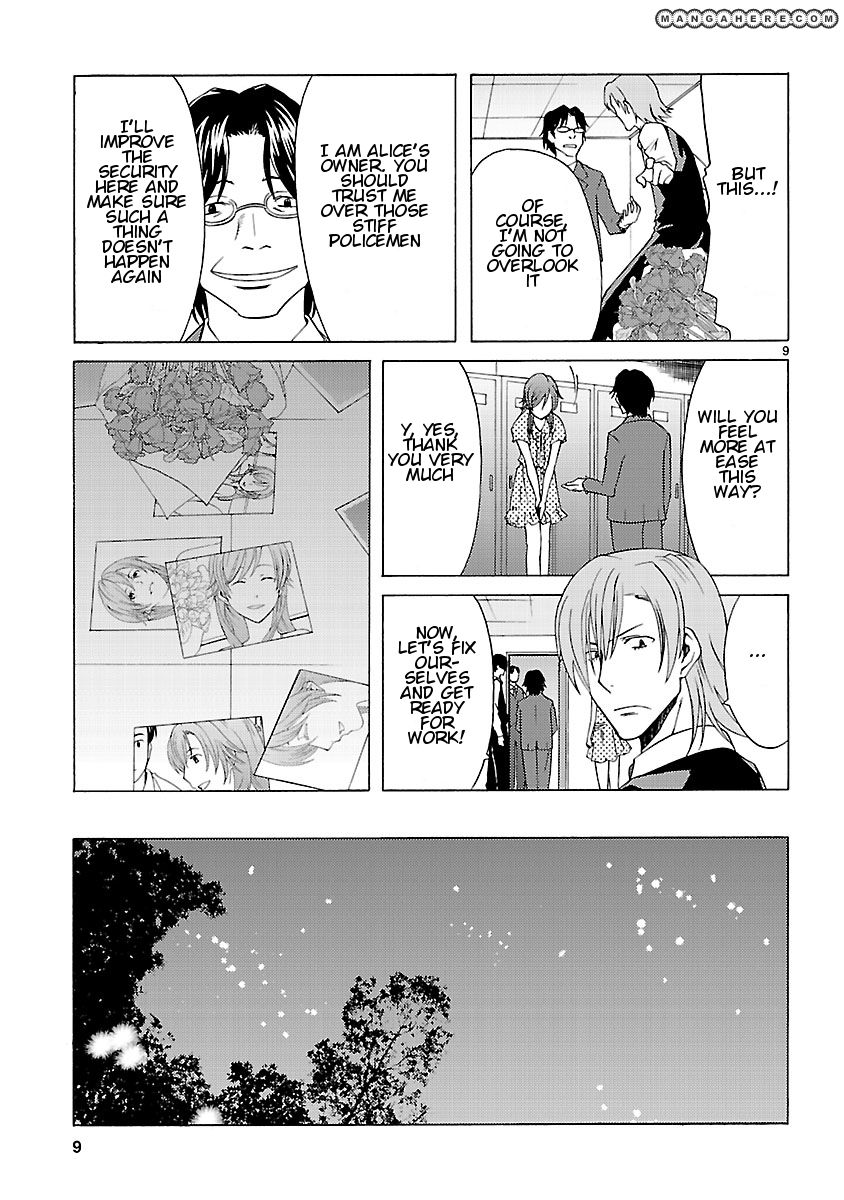 MANGAHERE.COM
BUT
THIS...!
OF
COURSE,
I'M NOT
GOING TO
OVERLOOK
IT
I AM ALICE'S
OWNER. YOU
SHOULD
TRUST ME
OVER THOSE
STIFF
POLICEMEN
I'LL
IMPROVE
THE
SECURITY
HERE AND
MAKE SURE
SUCH A
THING
DOESN'T
HAPPEN
AGAIN
9
WILL YOU
FEEL
MORE AT
EASE THIS
WAY?
Y, YES,
THANK
YOU VERY
MUCH
...
NOW,
LET'S FIX
OUR-
SELVES
AND GET
READY
FOR
WORK!
9